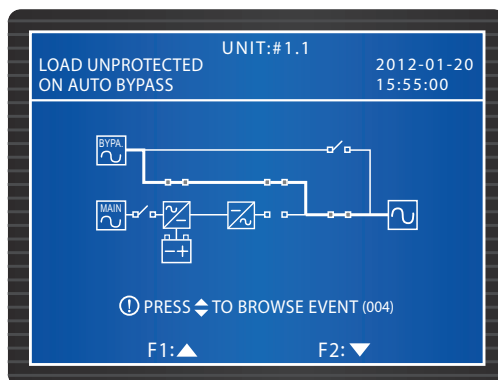 UNIT:#1.1
LOAD UNPROTECTED
2012-01-20
ON AUTO BYPASS
15:55:00
BYPA.
MAIN
PRESS TO BROWSE EVENT (004)
F1:▲ F2:▼